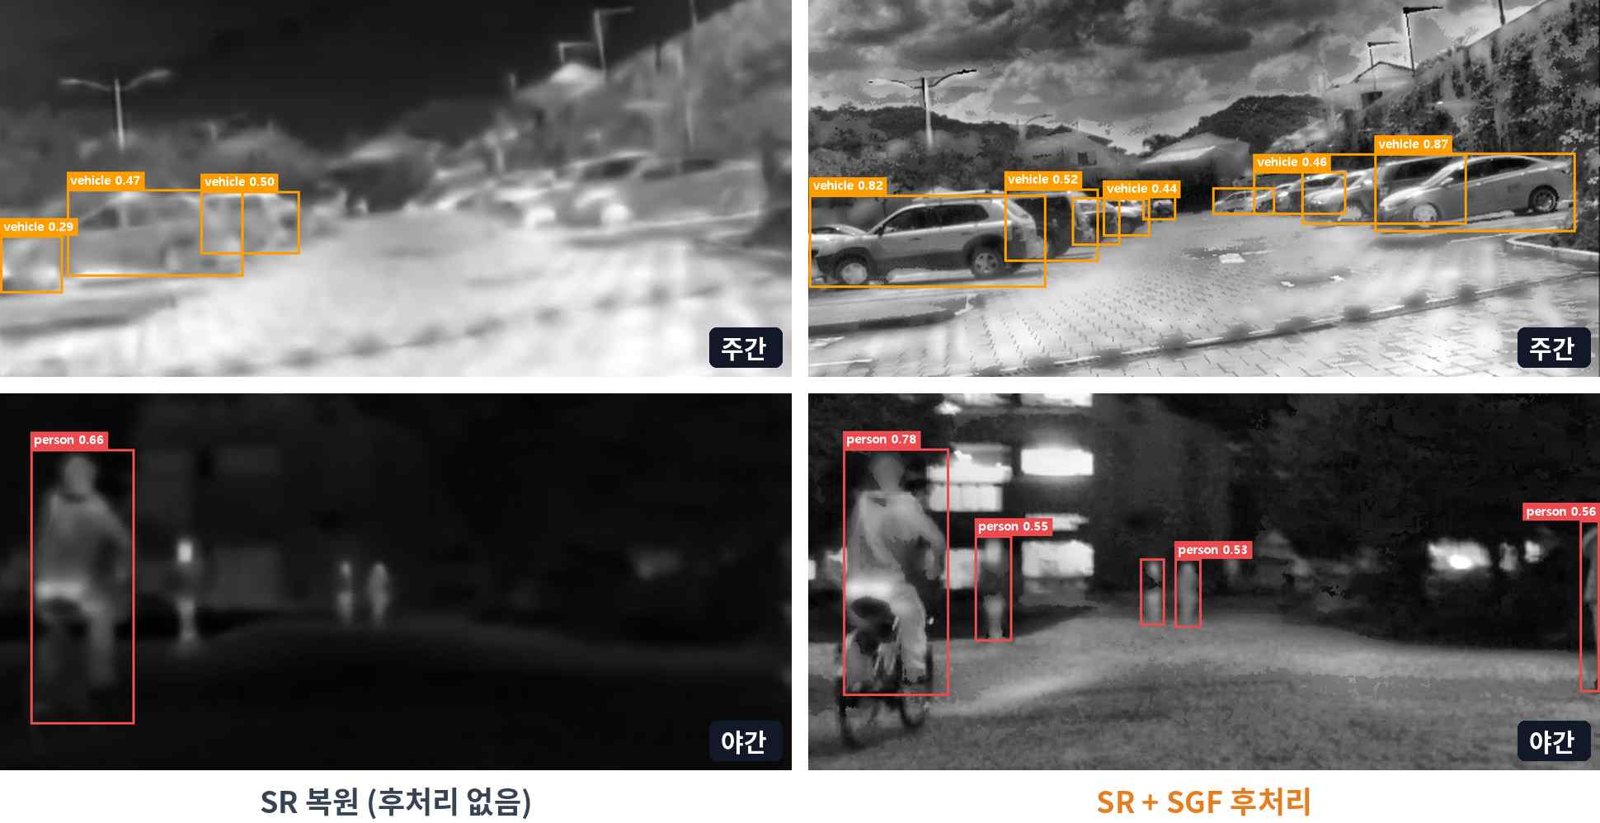 vehicle 0.47
vehicle 0.50
vehicle 0.29
주간
vehicle 0.82
vehicle 0.52
vehicle 0.44
vehicle 0.46
vehicle 0.87
주간
person 0.66
야간
person 0.78
person 0.55
person 0.53
person 0.56
야간
SR 복원 (후처리 없음)
SR + SGF 후처리